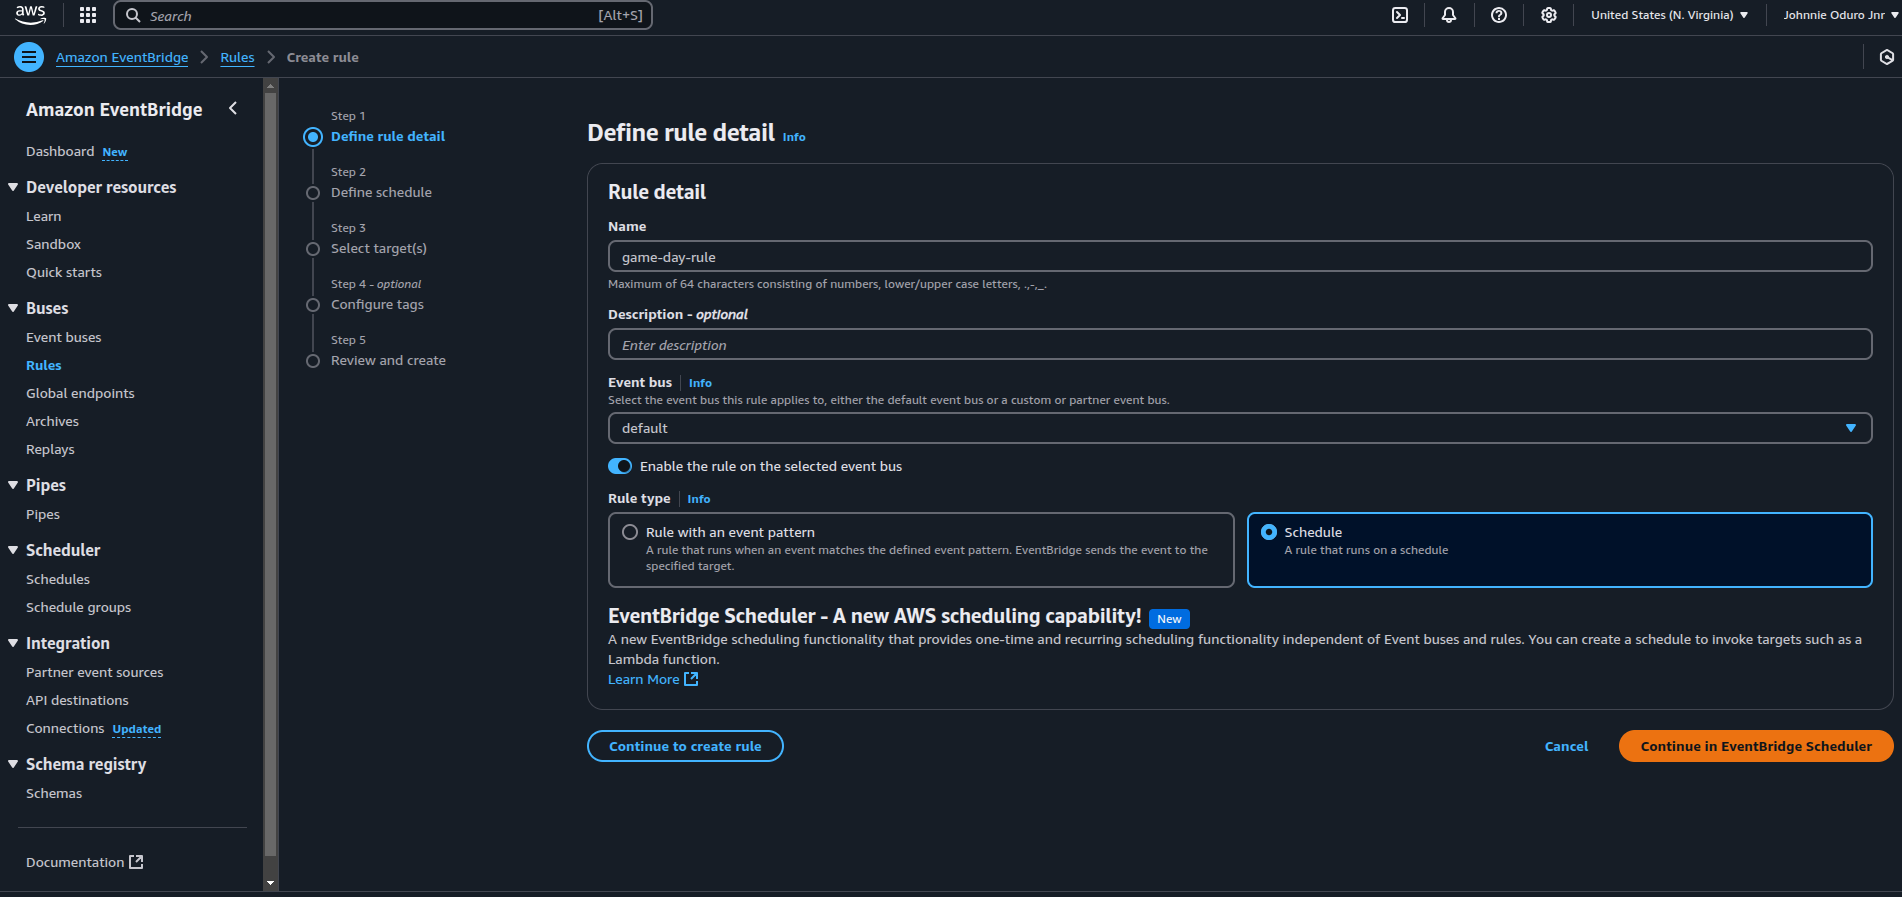 aws
Search
[Alt+S]
United States (N. Virginia)
Johnnie Oduro Jnr
Amazon EventBridge
Rules
Create rule
Amazon EventBridge
Dashboard New
Developer resources
Learn
Sandbox
Quick starts
Buses
Event buses
Rules
Global endpoints
Archives
Replays
Pipes
Pipes
Scheduler
Schedules
Schedule groups
Integration
Partner event sources
API destinations
Connections Updated
Schema registry
Schemas
Documentation
Step 1
Define rule detail
Step 2
Define schedule
Step 3
Select target(s)
Step 4 - optional
Configure tags
Step 5
Review and create
Define rule detail Info
Rule detail
Name
game-day-rule
Maximum of 64 characters consisting of numbers, lower/upper case letters, .,-,_.
Description - optional
Enter description
Event bus Info
Select the event bus this rule applies to, either the default event bus or a custom or partner event bus.
default
Enable the rule on the selected event bus
Rule type Info
Rule with an event pattern
A rule that runs when an event matches the defined event pattern. EventBridge sends the event to the
specified target.
Schedule
A rule that runs on a schedule
EventBridge Scheduler - A new AWS scheduling capability! New
A new EventBridge scheduling functionality that provides one-time and recurring scheduling functionality independent of Event buses and rules. You can create a schedule to invoke targets such as a
Lambda function.
Learn More
Continue to create rule
Cancel
Continue in EventBridge Scheduler